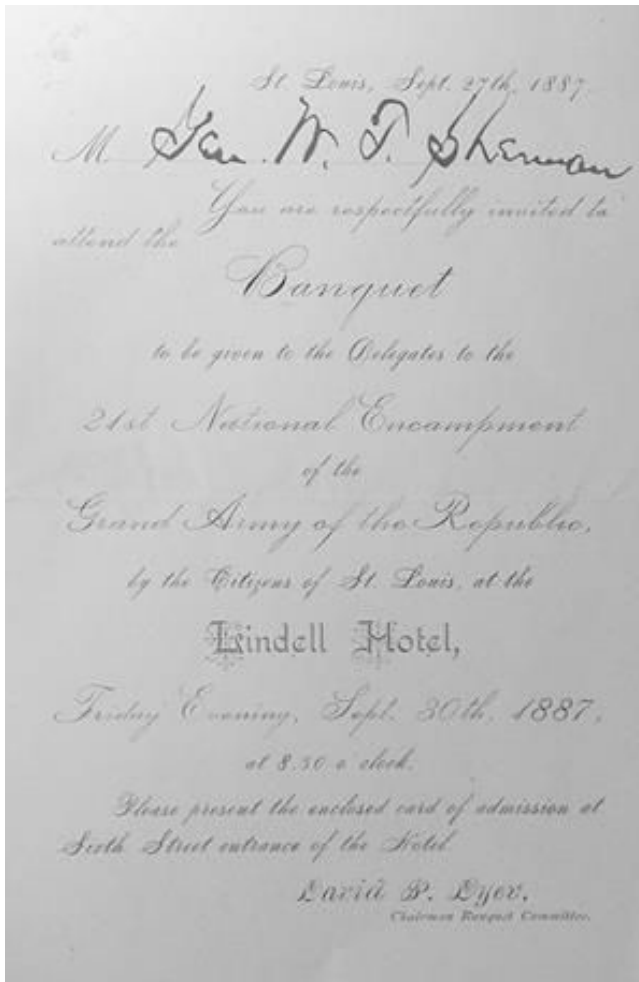 St. Louis, Sept. 27th, 1887.
M Gen. W. T. Sherman
You are respectfully invited to
attend the
Banquet
to be given to the Delegates to the
21st National Encampment
of the
Grand Army of the Republic,
by the Citizens of St. Louis, at the
Lindell Hotel,
Friday Evening, Sept. 30th, 1887,
at 8.30 o'clock.
Please present the enclosed card of admission at
Sixth Street entrance of the Hotel.
David P. Dyer,
Chairman Banquet Committee.